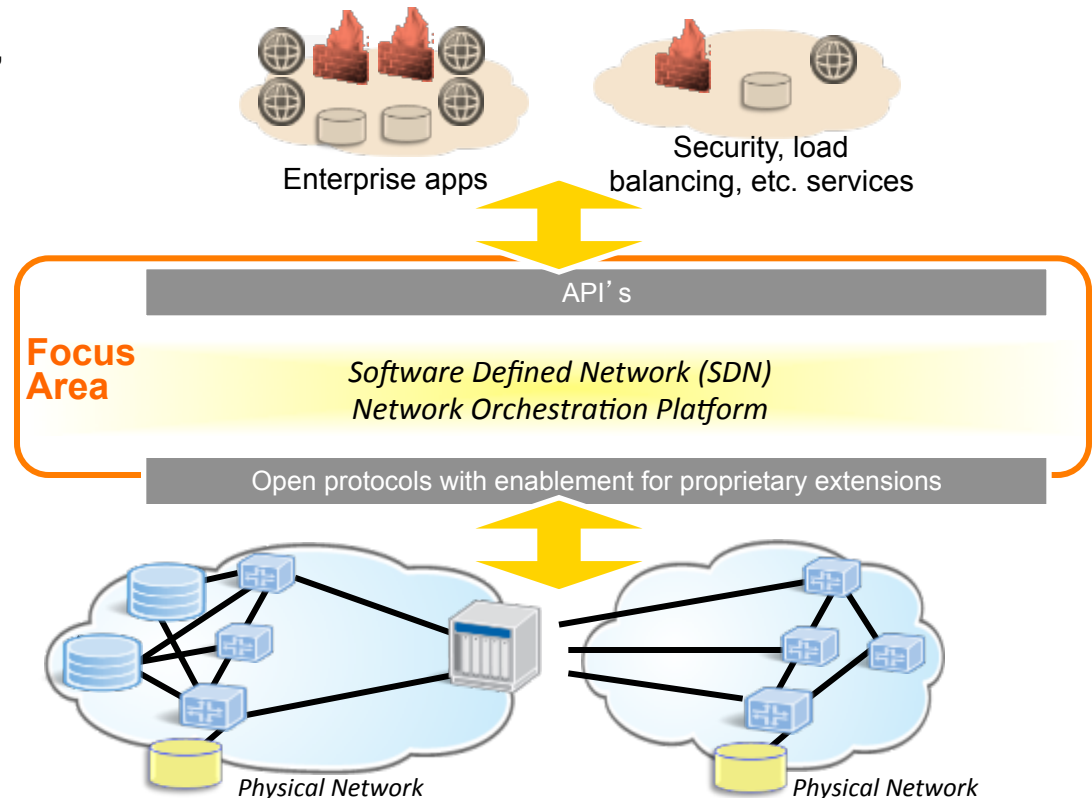 Enterprise apps
Security, load
balancing, etc. services
API's
Focus
Area
Software Defined Network (SDN)
Network Orchestration Platform
Open protocols with enablement for proprietary extensions
Physical Network
Physical Network